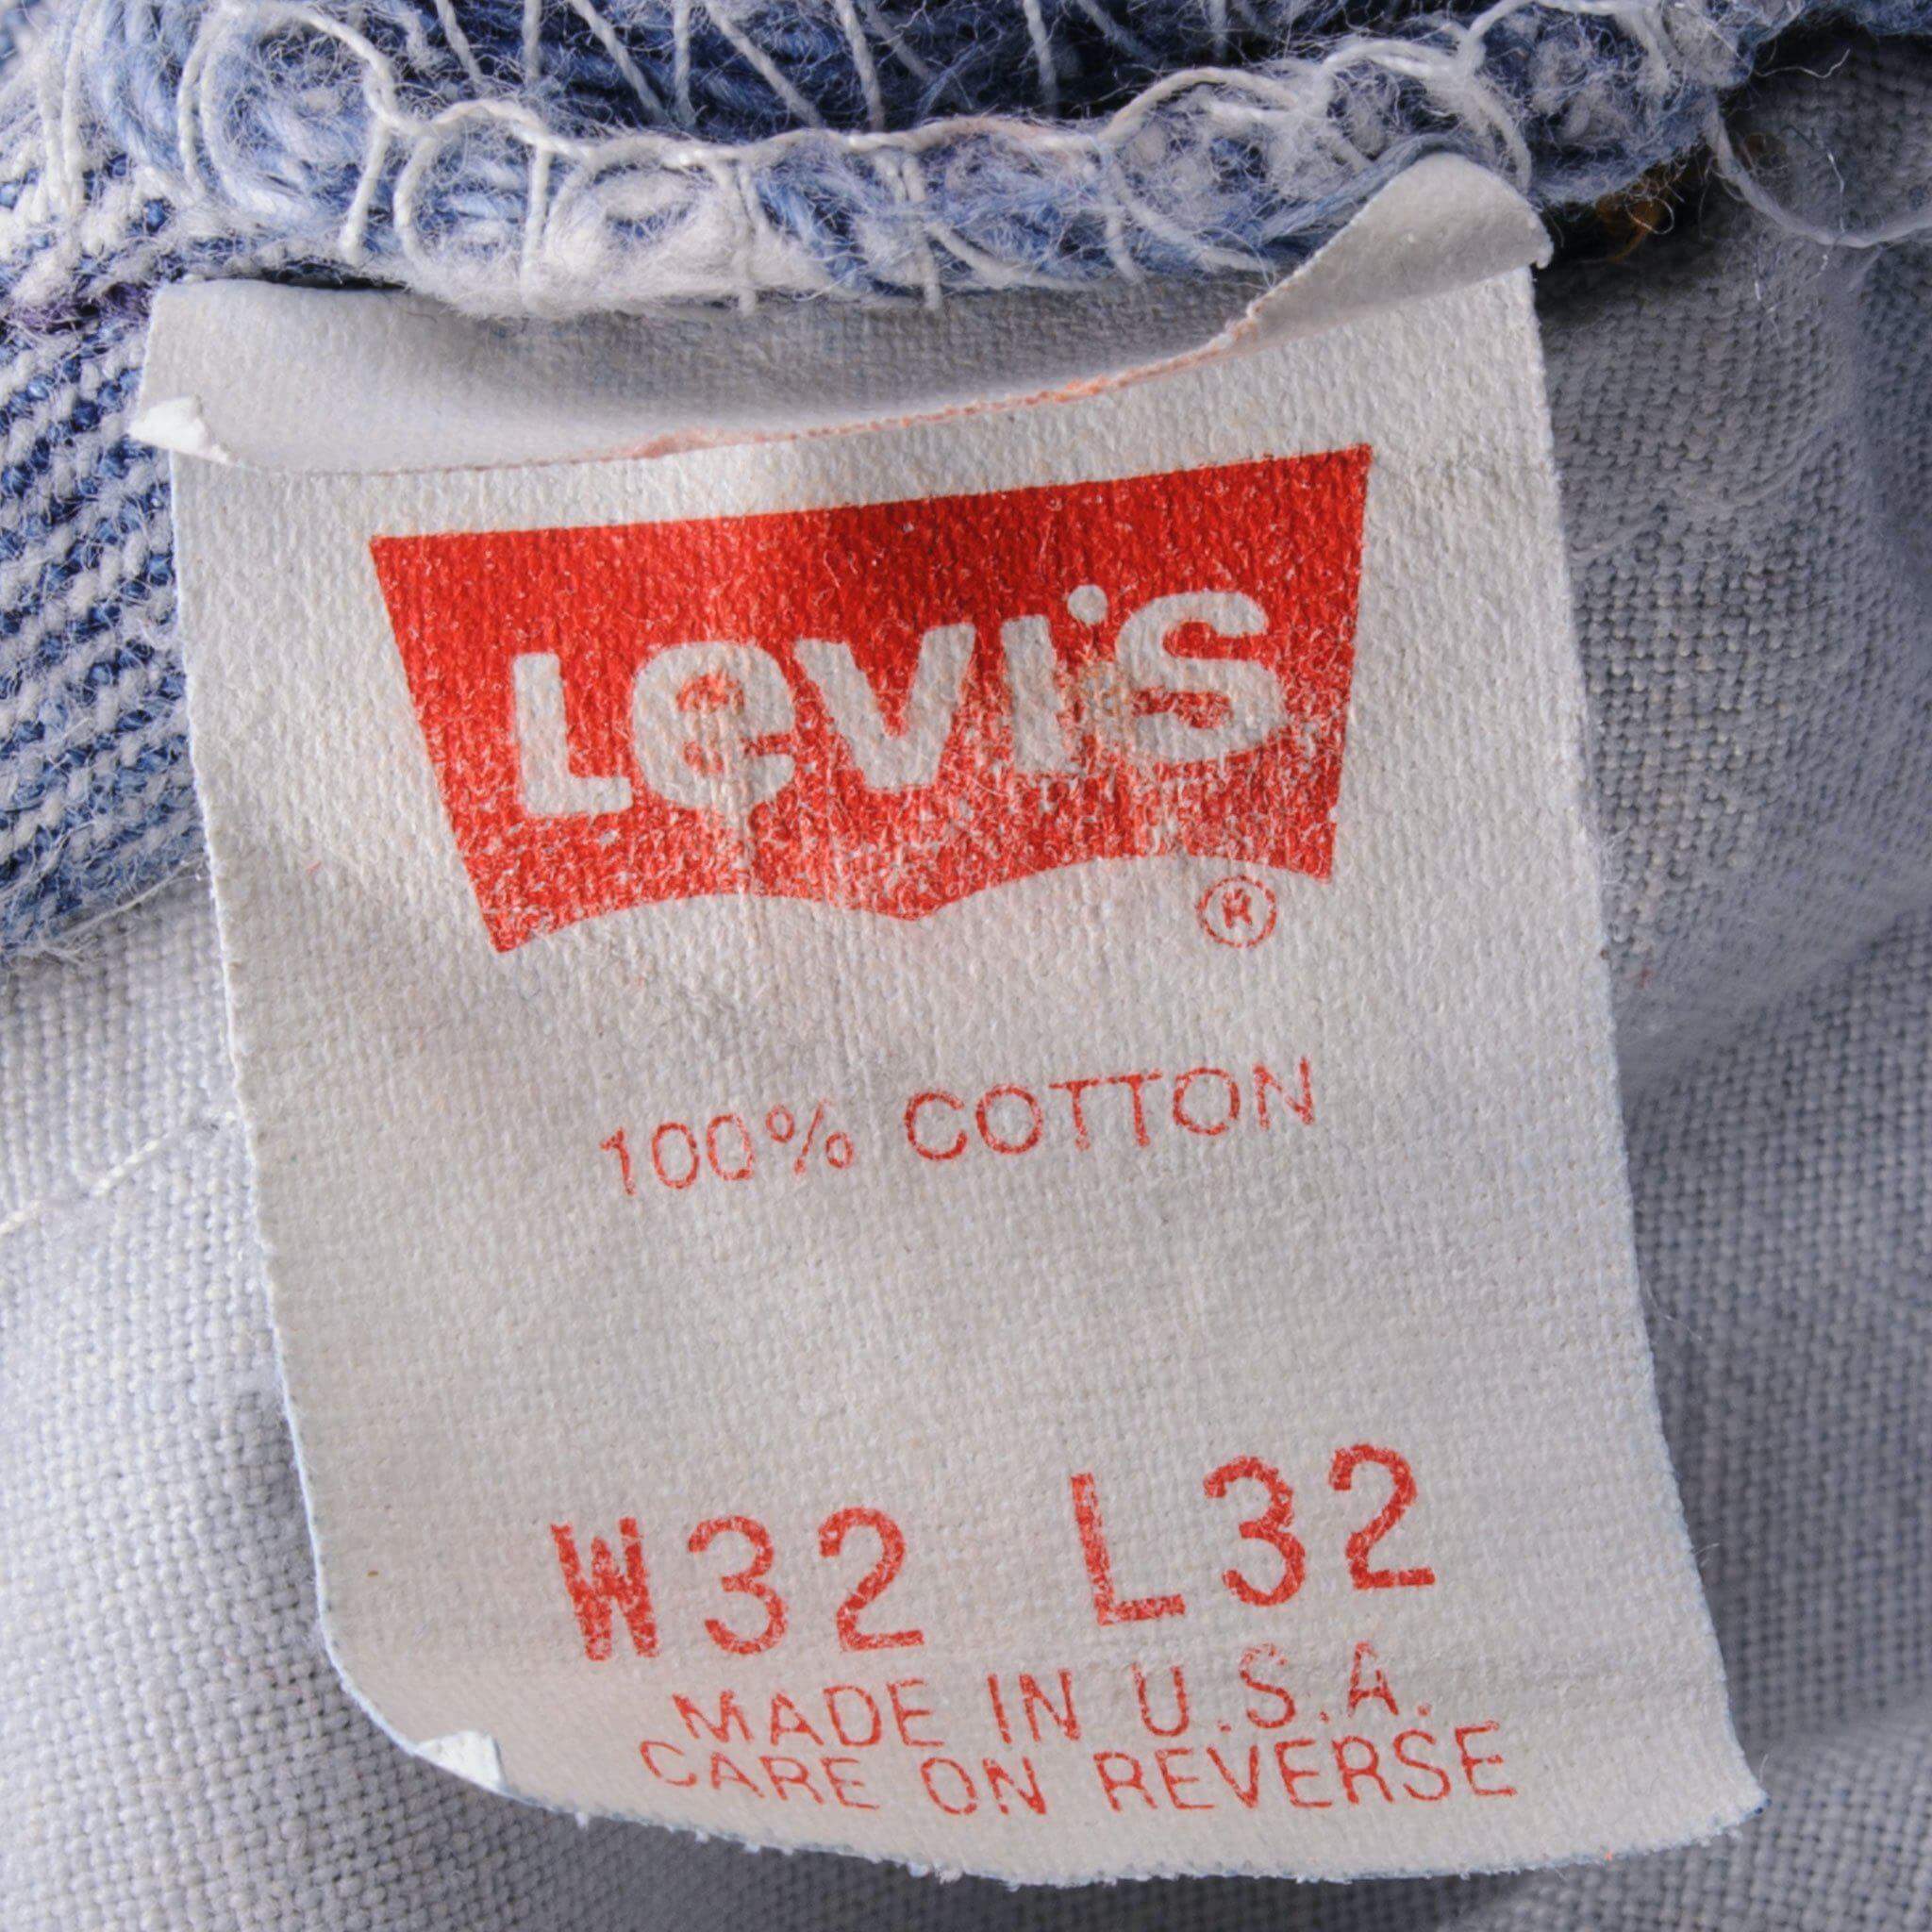 Levi's
®
100% COTTON
W32 L32
MADE IN U.S.A.
CARE ON REVERSE